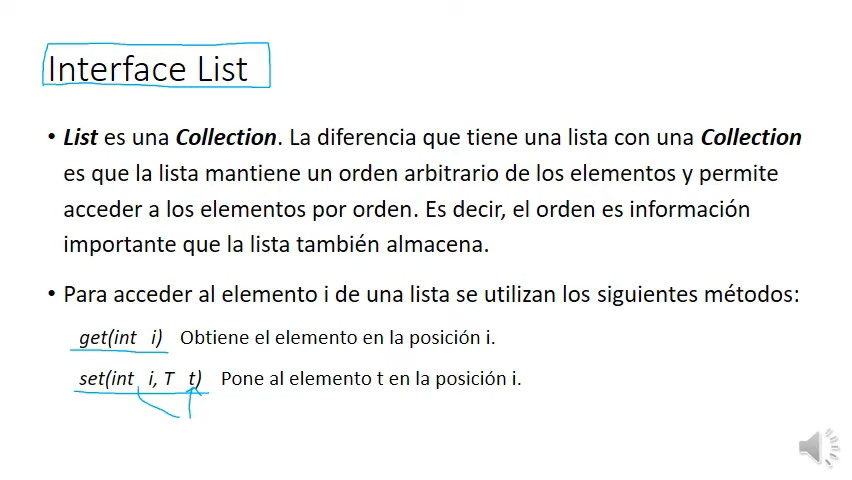 Interface List
• List es una Collection. La diferencia que tiene una lista con una Collection
es que la lista mantiene un orden arbitrario de los elementos y permite
acceder a los elementos por orden. Es decir, el orden es información
importante que la lista también almacena.
• Para acceder al elemento i de una lista se utilizan los siguientes métodos:
get(int i) Obtiene el elemento en la posición i.
set(int i, T t) Pone al elemento t en la posición i.